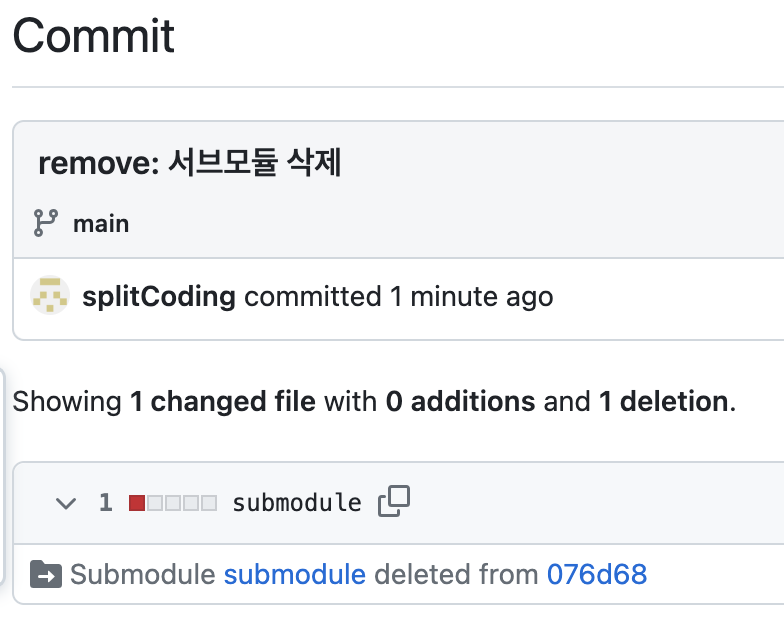 Commit
remove: 서브모듈 삭제
main
splitCoding committed 1 minute ago
Showing 1 changed file with 0 additions and 1 deletion.
1 submodule
Submodule submodule deleted from 076d68